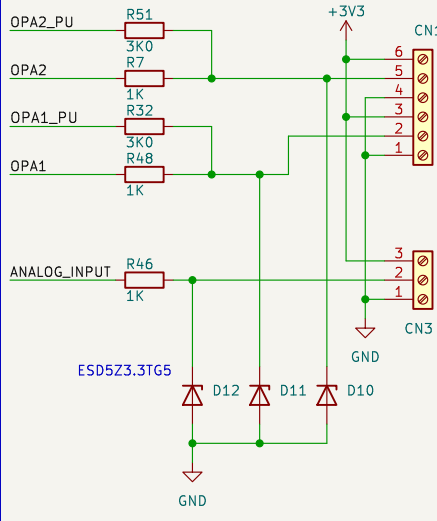 OPA2_PU
R51
3K0
+3V3
OPA2
R7
1K
OPA1_PU
R32
3K0
OPA1
R48
1K
6
5
4
3
2
1
ANALOG_INPUT
R46
1K
3
2
1
CN3
GND
ESD5Z3.3TG5
D12
D11
D10
GND